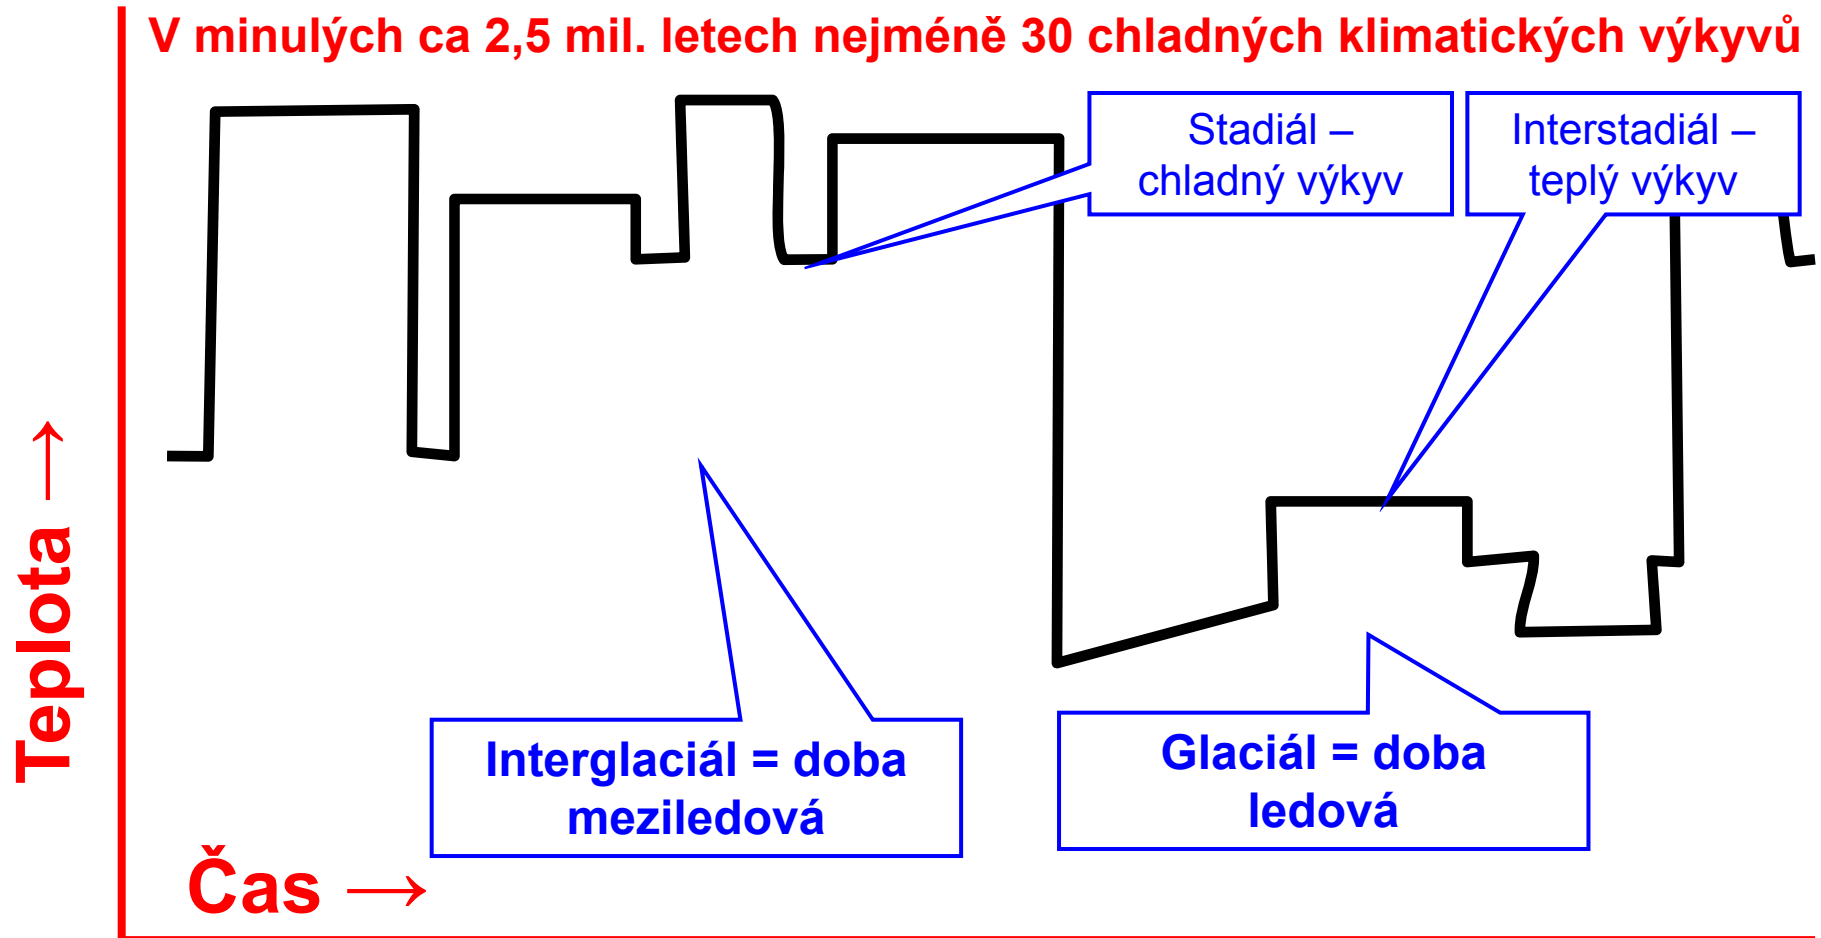 V minulých ca 2,5 mil. letech nejméně 30 chladných klimatických výkyvů
Stadiál –
chladný výkyv
Interstadiál –
teplý výkyv
Teplota →
Interglaciál = doba
meziledová
Glaciál = doba
ledová
Čas →